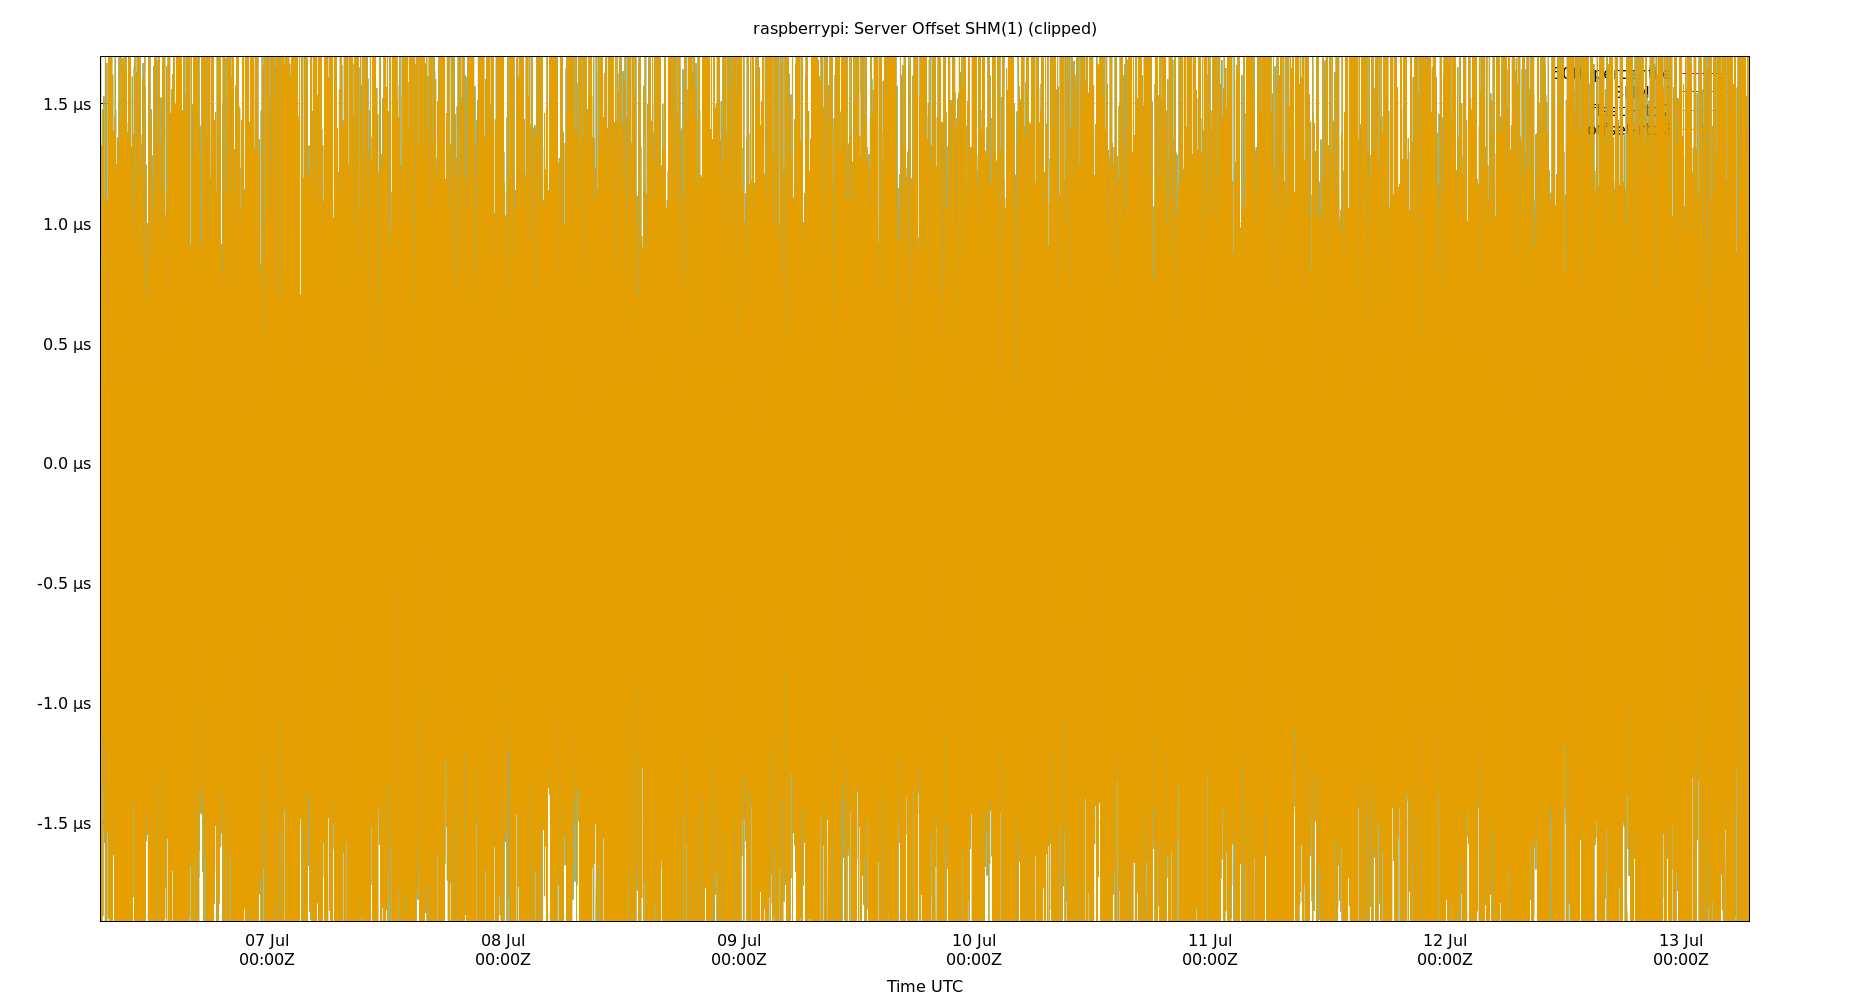 raspberrypi: Server Offset SHM(1) (clipped)
1.5 µs
1.0 µs
0.5 µs
0.0 µs
-0.5 µs
-1.0 µs
-1.5 µs
07 Jul 08 Jul 09 Jul 10 Jul 11 Jul 12 Jul 13 Jul
00:00Z 00:00Z 00:00Z 00:00Z 00:00Z 00:00Z 00:00Z
Time UTC